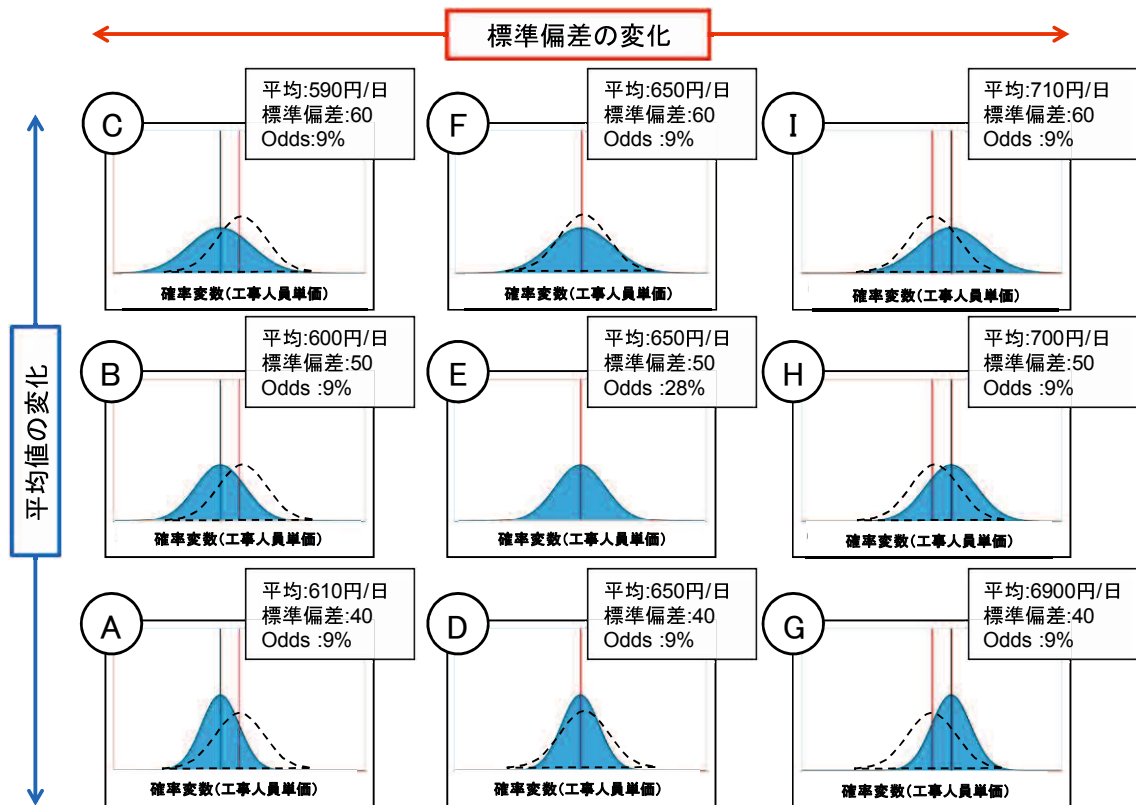 標準偏差の変化
平均値の変化
C
平均:590円/日
標準偏差:60
Odds:9%
確率変数(工事人員単価)
F
平均:650円/日
標準偏差:60
Odds :9%
確率変数(工事人員単価)
I
平均:710円/日
標準偏差:60
Odds :9%
確率変数(工事人員単価)
B
平均:600円/日
標準偏差:50
Odds :9%
確率変数(工事人員単価)
E
平均:650円/日
標準偏差:50
Odds :28%
確率変数(工事人員単価)
H
平均:700円/日
標準偏差:50
Odds :9%
確率変数(工事人員単価)
A
平均:610円/日
標準偏差:40
Odds :9%
確率変数(工事人員単価)
D
平均:650円/日
標準偏差:40
Odds :9%
確率変数(工事人員単価)
G
平均:6900円/日
標準偏差:40
Odds :9%
確率変数(工事人員単価)